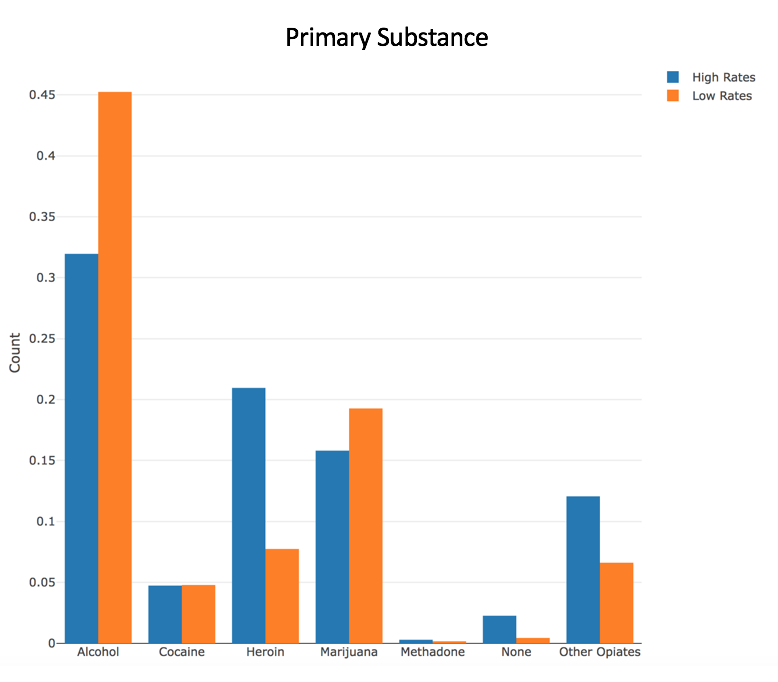 Primary Substance
High Rates
Low Rates
0.45
0.4
0.35
0.3
0.25
0.2
0.15
0.1
0.05
0
Count
Alcohol Cocaine Heroin Marijuana Methadone None Other Opiates